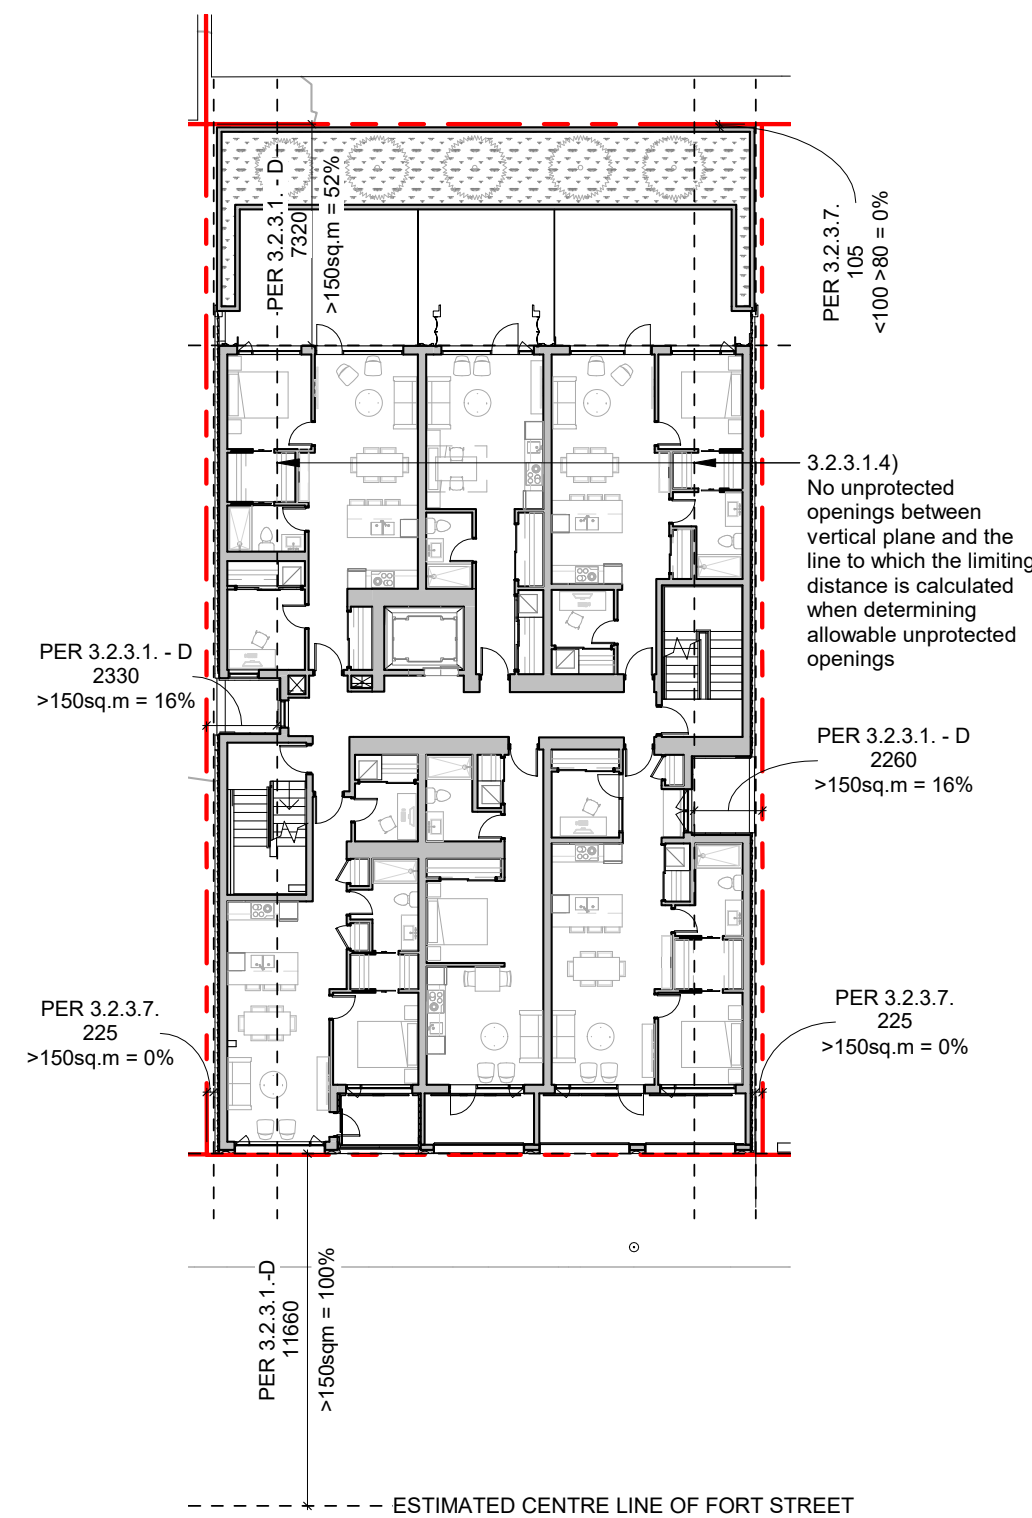 PER 3.2.3.1. - D
7320
>150sq.m = 52%
PER 3.2.3.7.
105
<100 >80 = 0%
3.2.3.1.4)
No unprotected
openings between
vertical plane and the
line to which the limiting
distance is calculated
when determining
allowable unprotected
openings
PER 3.2.3.1. - D
2330
>150sq.m = 16%
PER 3.2.3.1. - D
2260
>150sq.m = 16%
PER 3.2.3.7.
225
>150sq.m = 0%
PER 3.2.3.7.
225
>150sq.m = 0%
PER 3.2.3.1.-D
11660
>150sqm = 100%
ESTIMATED CENTRE LINE OF FORT STREET